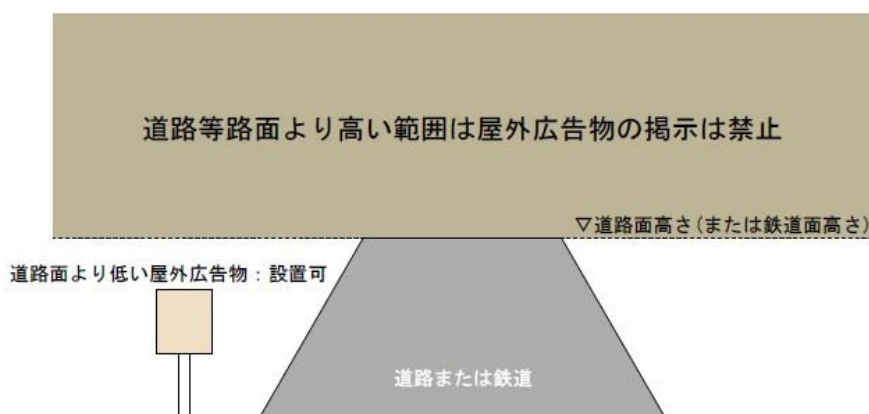 道路等路面より高い範囲は屋外広告物の掲示は禁止
▽道路面高さ(または鉄道面高さ)
道路面より低い屋外広告物：設置可
道路または鉄道